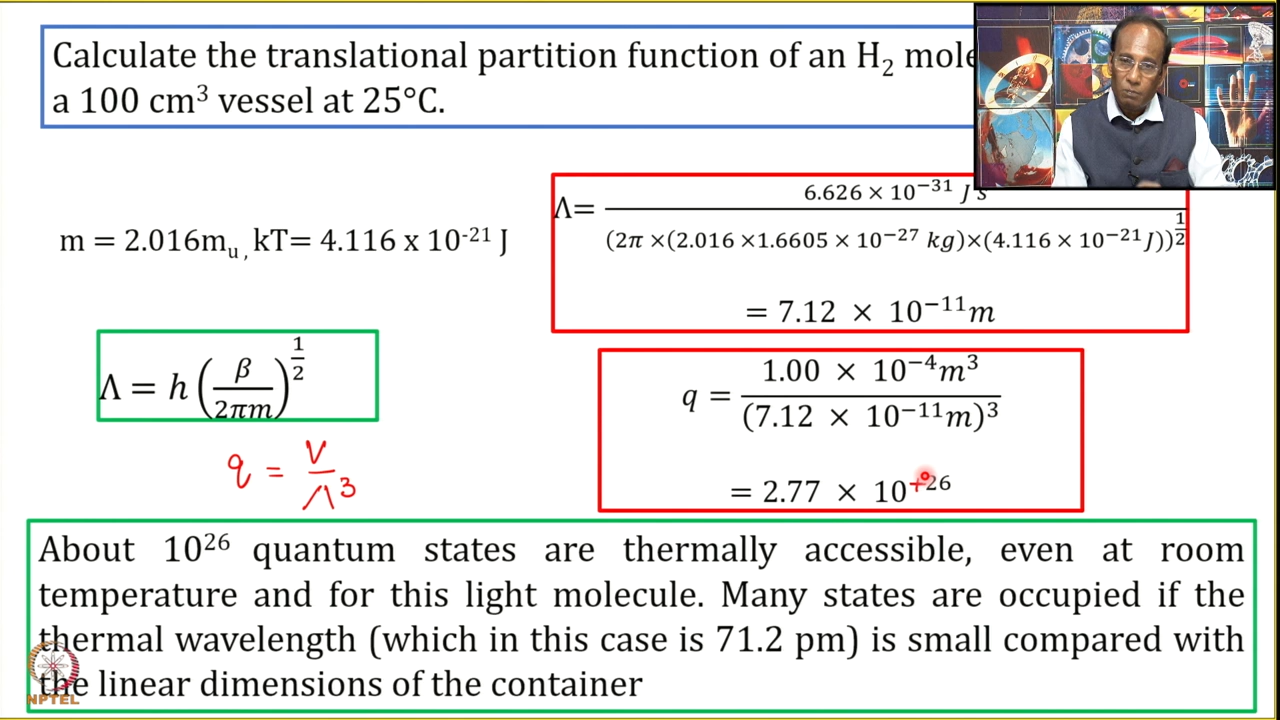 Calculate the translational partition function of an H₂ mole
a 100 cm³ vessel at 25°C.
m = 2.016mᵤ, kT= 4.116 x 10⁻²¹ J
Λ= 6.626 × 10⁻³¹ J s / (2π ×(2.016 ×1.6605 × 10⁻²⁷ kg)×(4.116 × 10⁻²¹J))^(1/2)
= 7.12 × 10⁻¹¹m
Λ = h (β / 2πm)^(1/2)
q = V / Λ³
q = 1.00 × 10⁻⁴m³ / (7.12 × 10⁻¹¹m)³
= 2.77 × 10⁺²⁶
About 10²⁶ quantum states are thermally accessible, even at room
temperature and for this light molecule. Many states are occupied if the
thermal wavelength (which in this case is 71.2 pm) is small compared with
the linear dimensions of the container
NPTEL